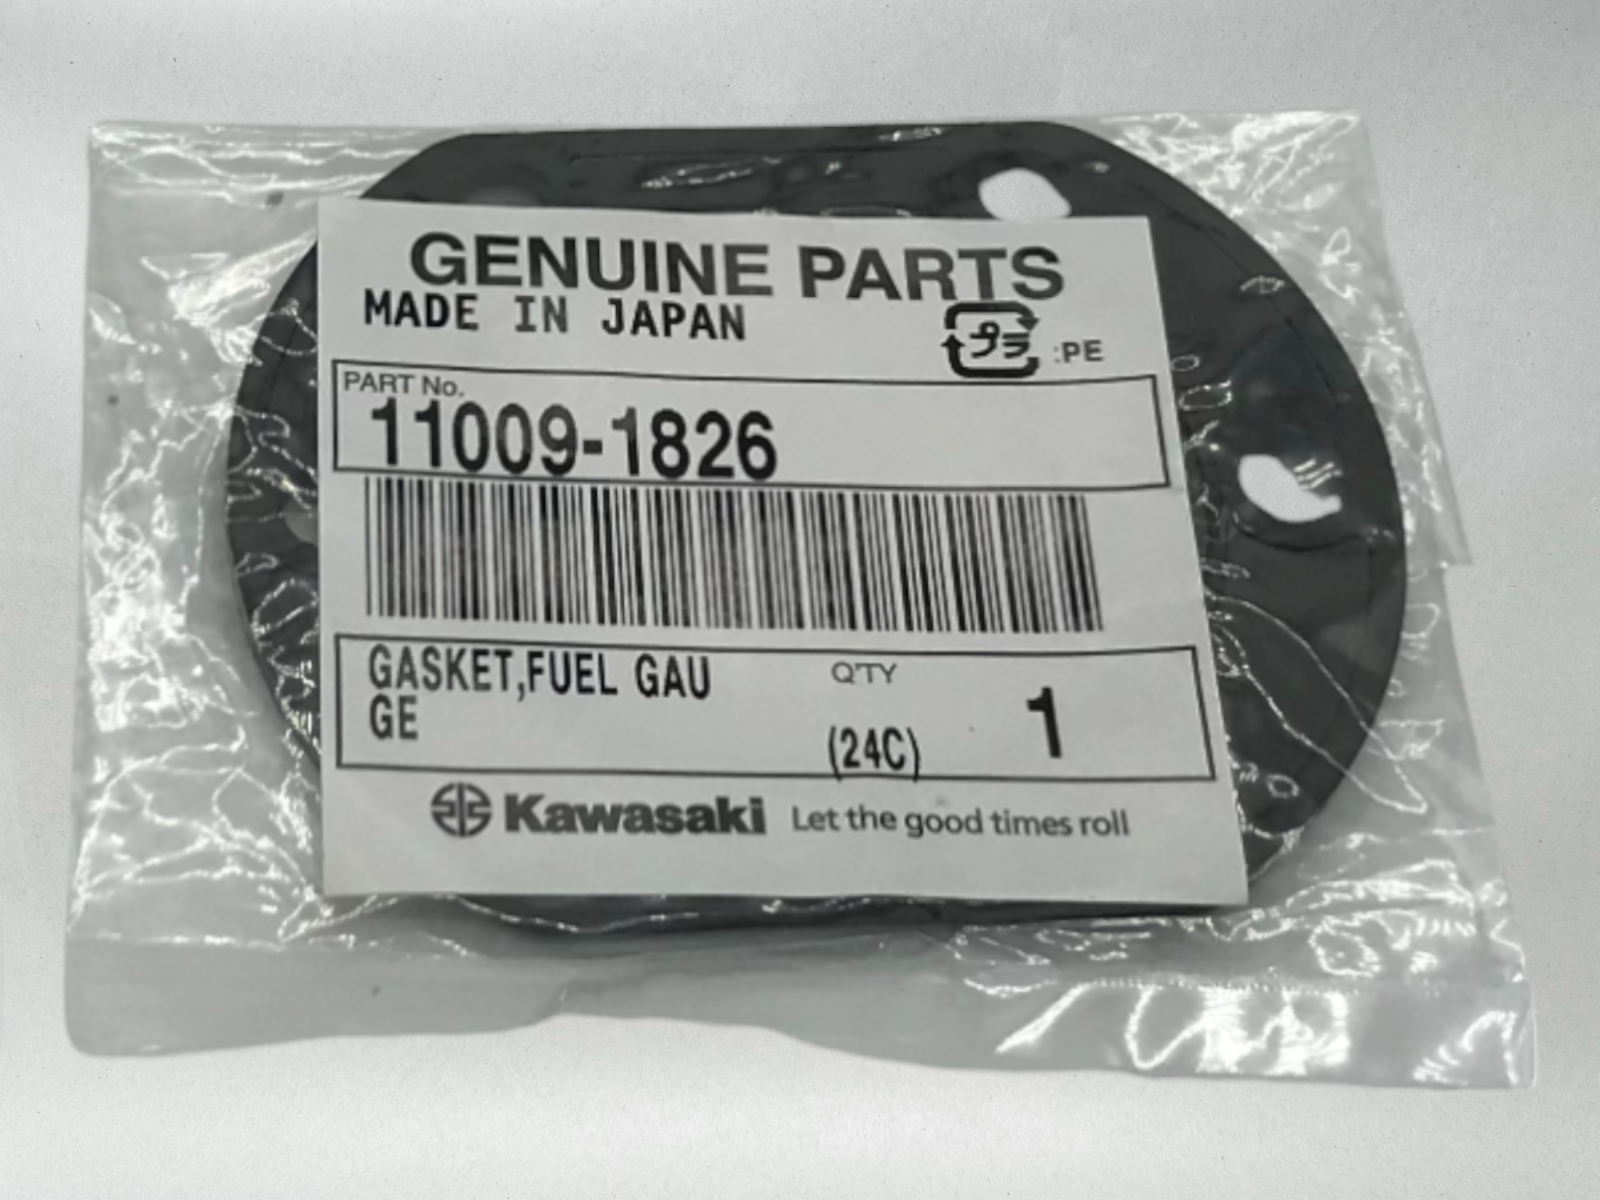 GENUINE PARTS
MADE IN JAPAN
プラ :PE
PART No.
11009-1826
GASKET,FUEL GAU
GE
Q'TY
(24C) 1
Kawasaki Let the good times roll